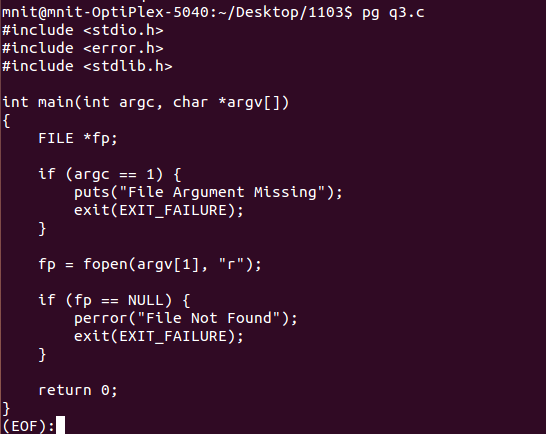 mnit@mnit-OptiPlex-5040:~/Desktop/1103$ pg q3.c
#include <stdio.h>
#include <error.h>
#include <stdlib.h>

int main(int argc, char *argv[])
{
    FILE *fp;

    if (argc == 1) {
        puts("File Argument Missing");
        exit(EXIT_FAILURE);
    }

    fp = fopen(argv[1], "r");

    if (fp == NULL) {
        perror("File Not Found");
        exit(EXIT_FAILURE);
    }

    return 0;
}
(EOF):